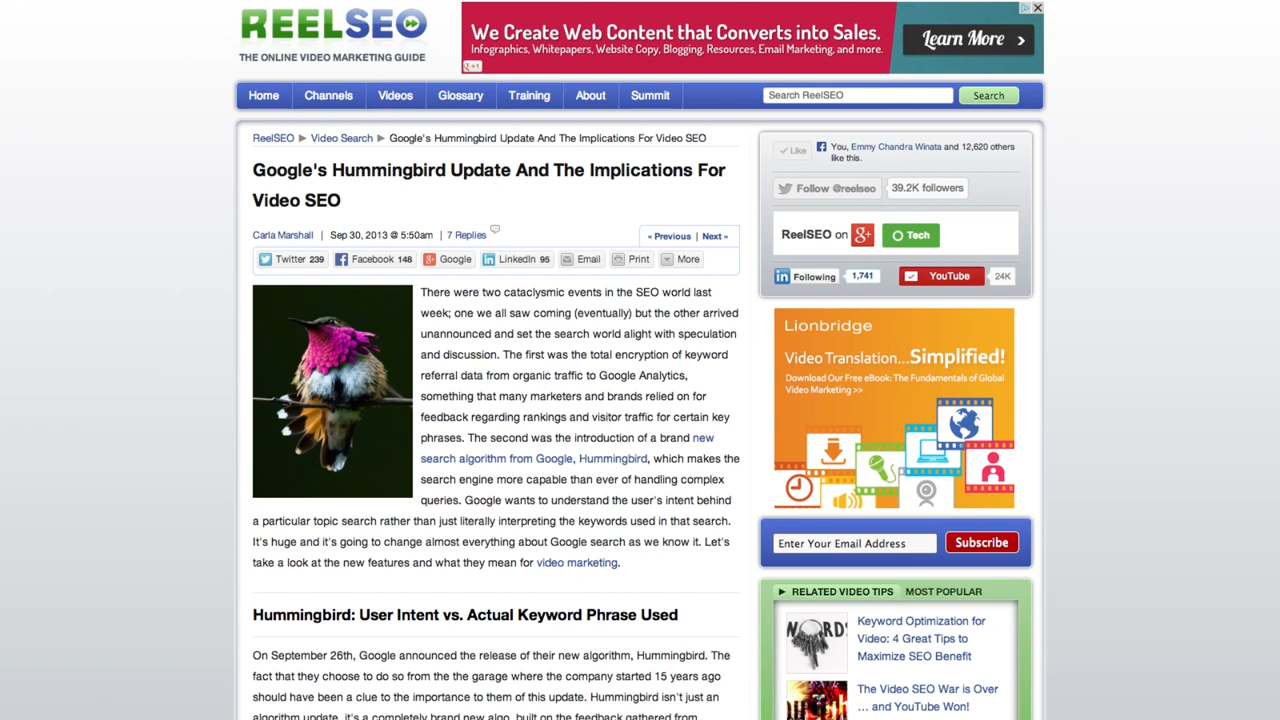 REELSEO
THE ONLINE VIDEO MARKETING GUIDE
We Create Web Content that Converts into Sales.
Infographics, Whitepapers, Website Copy, Blogging, Resources, Email Marketing, and more.
Learn More
+1
Home Channels Videos Glossary Training About Summit
Search ReelSEO Search
ReelSEO ▶ Video Search ▶ Google's Hummingbird Update And The Implications For Video SEO
Google's Hummingbird Update And The Implications For
Video SEO
Carla Marshall | Sep 30, 2013 @ 5:50am | 7 Replies
« Previous | Next »
Twitter 239 Facebook 148 Google LinkedIn 95 Email Print More
There were two cataclysmic events in the SEO world last
week; one we all saw coming (eventually) but the other arrived
unannounced and set the search world alight with speculation
and discussion. The first was the total encryption of keyword
referral data from organic traffic to Google Analytics,
something that many marketers and brands relied on for
feedback regarding rankings and visitor traffic for certain key
phrases. The second was the introduction of a brand new
search algorithm from Google, Hummingbird, which makes the
search engine more capable than ever of handling complex
queries. Google wants to understand the user's intent behind
a particular topic search rather than just literally interpreting the keywords used in that search.
It's huge and it's going to change almost everything about Google search as we know it. Let's
take a look at the new features and what they mean for video marketing.
Hummingbird: User Intent vs. Actual Keyword Phrase Used
On September 26th, Google announced the release of their new algorithm, Hummingbird. The
fact that they choose to do so from the the garage where the company started 15 years ago
should have been a clue to the importance to them of this update. Hummingbird isn't just an
algorithm update, it's a completely brand new algo, built on the feedback gathered from
Like You, Emmy Chandra Winata and 12,620 others
like this.
Follow @reelseo 39.2K followers
ReelSEO on g+ Tech
in Following 1,741 YouTube 24K
Lionbridge
Video Translation...Simplified!
Download Our Free eBook: The Fundamentals of Global
Video Marketing >>
Enter Your Email Address Subscribe
▶ RELATED VIDEO TIPS MOST POPULAR
Keyword Optimization for
Video: 4 Great Tips to
Maximize SEO Benefit
The Video SEO War is Over
... and YouTube Won!